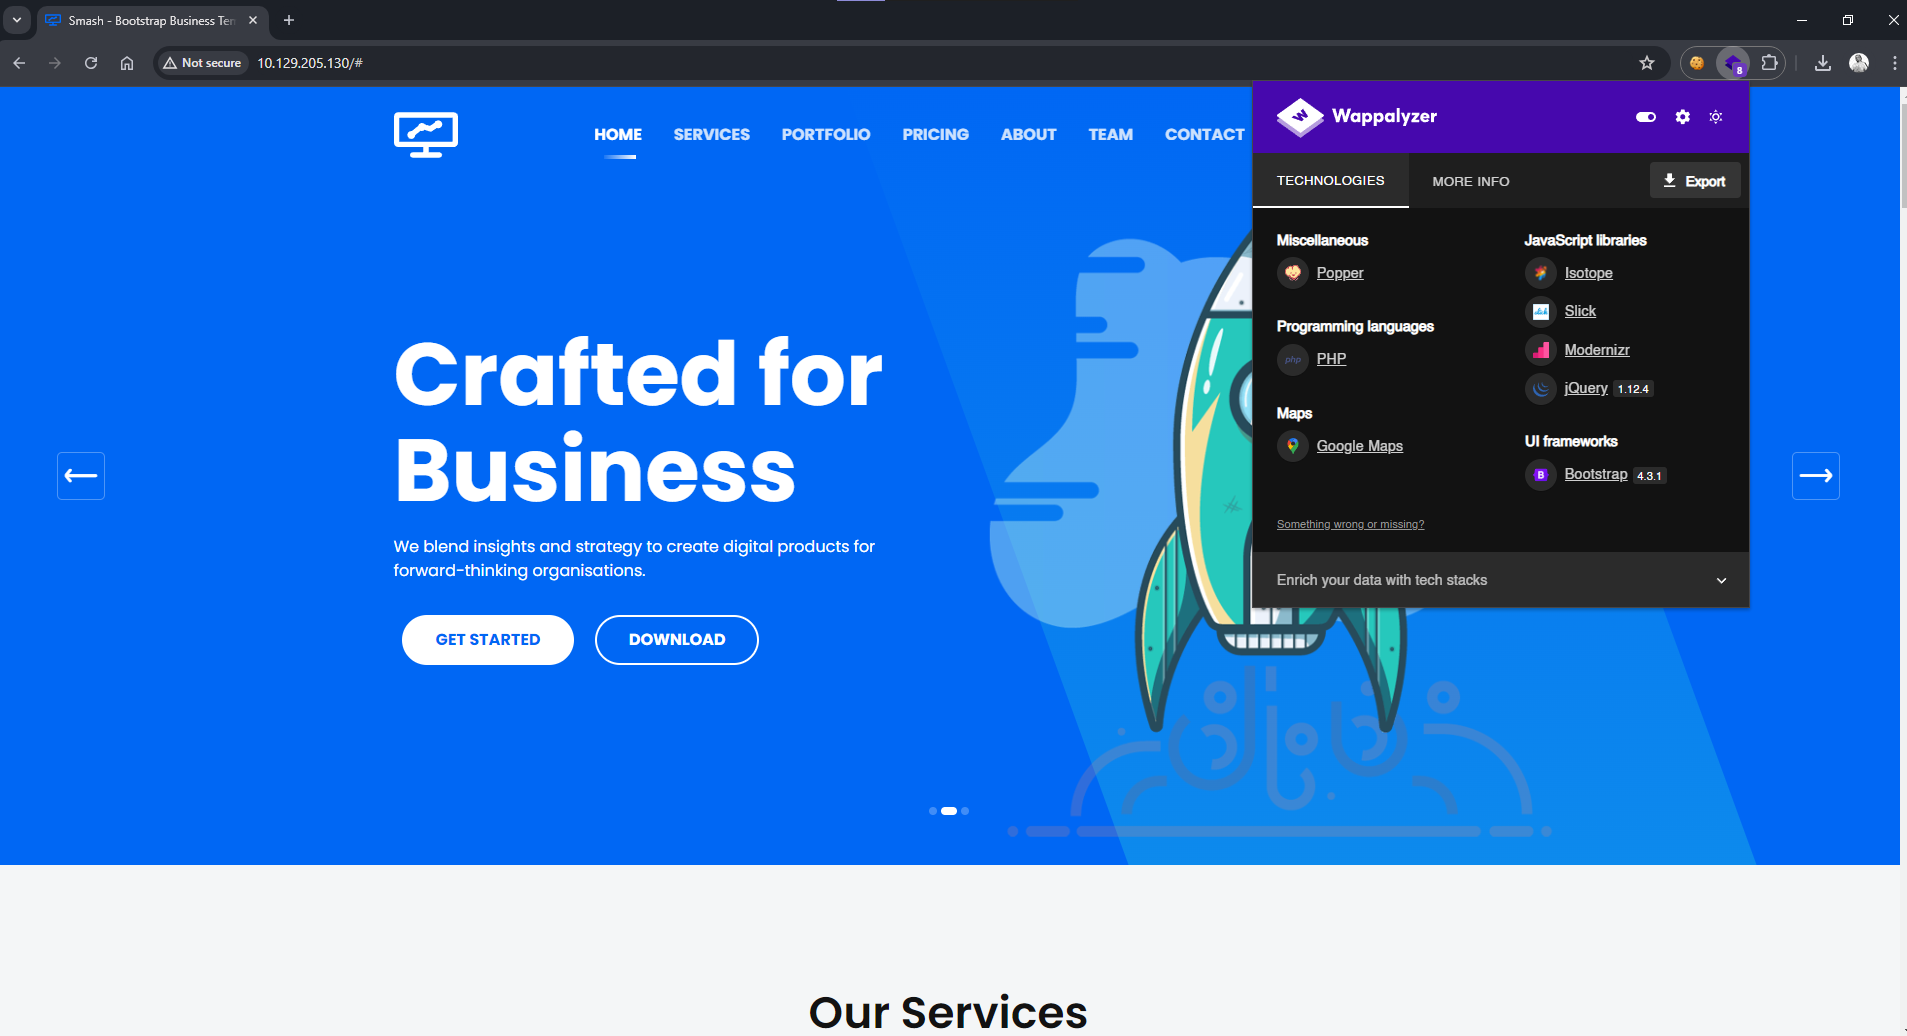 Smash - Bootstrap Business Tem
Not secure
10.129.205.130/#
8
HOME
SERVICES
PORTFOLIO
PRICING
ABOUT
TEAM
CONTACT
Crafted for
Business
We blend insights and strategy to create digital products for
forward-thinking organisations.
GET STARTED
DOWNLOAD
Our Services
W
Wappalyzer
TECHNOLOGIES
MORE INFO
Export
Miscellaneous
Popper
Programming languages
php
PHP
Maps
Google Maps
JavaScript libraries
Isotope
Slick
Modernizr
jQuery 1.12.4
UI frameworks
B
Bootstrap 4.3.1
Something wrong or missing?
Enrich your data with tech stacks